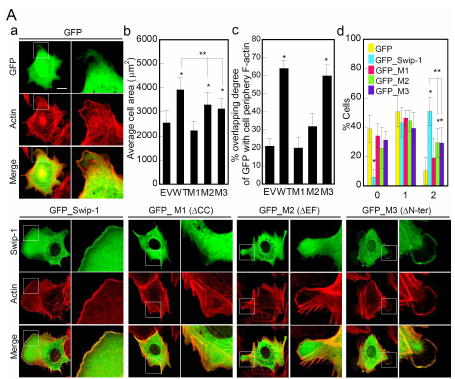 A
a
GFP
GFP
Actin
Merge
b
Average cell area (μm²)
6000
5000
4000
3000
2000
1000
0
*
**
*
*
EV WT M1 M2 M3
c
% overlapping degree
of GFP with cell periphery F-actin
80
70
60
50
40
30
20
10
0
*
*
EV WT M1 M2 M3
d
GFP
GFP_Swip-1
GFP_M1
GFP_M2
GFP_M3
% Cells
100
80
60
40
20
0
*
*
**
**
0 1 2
GFP_Swip-1
GFP_M1 (ΔCC)
GFP_M2 (ΔEF)
GFP_M3 (ΔN-ter)
Swip-1
Actin
Merge